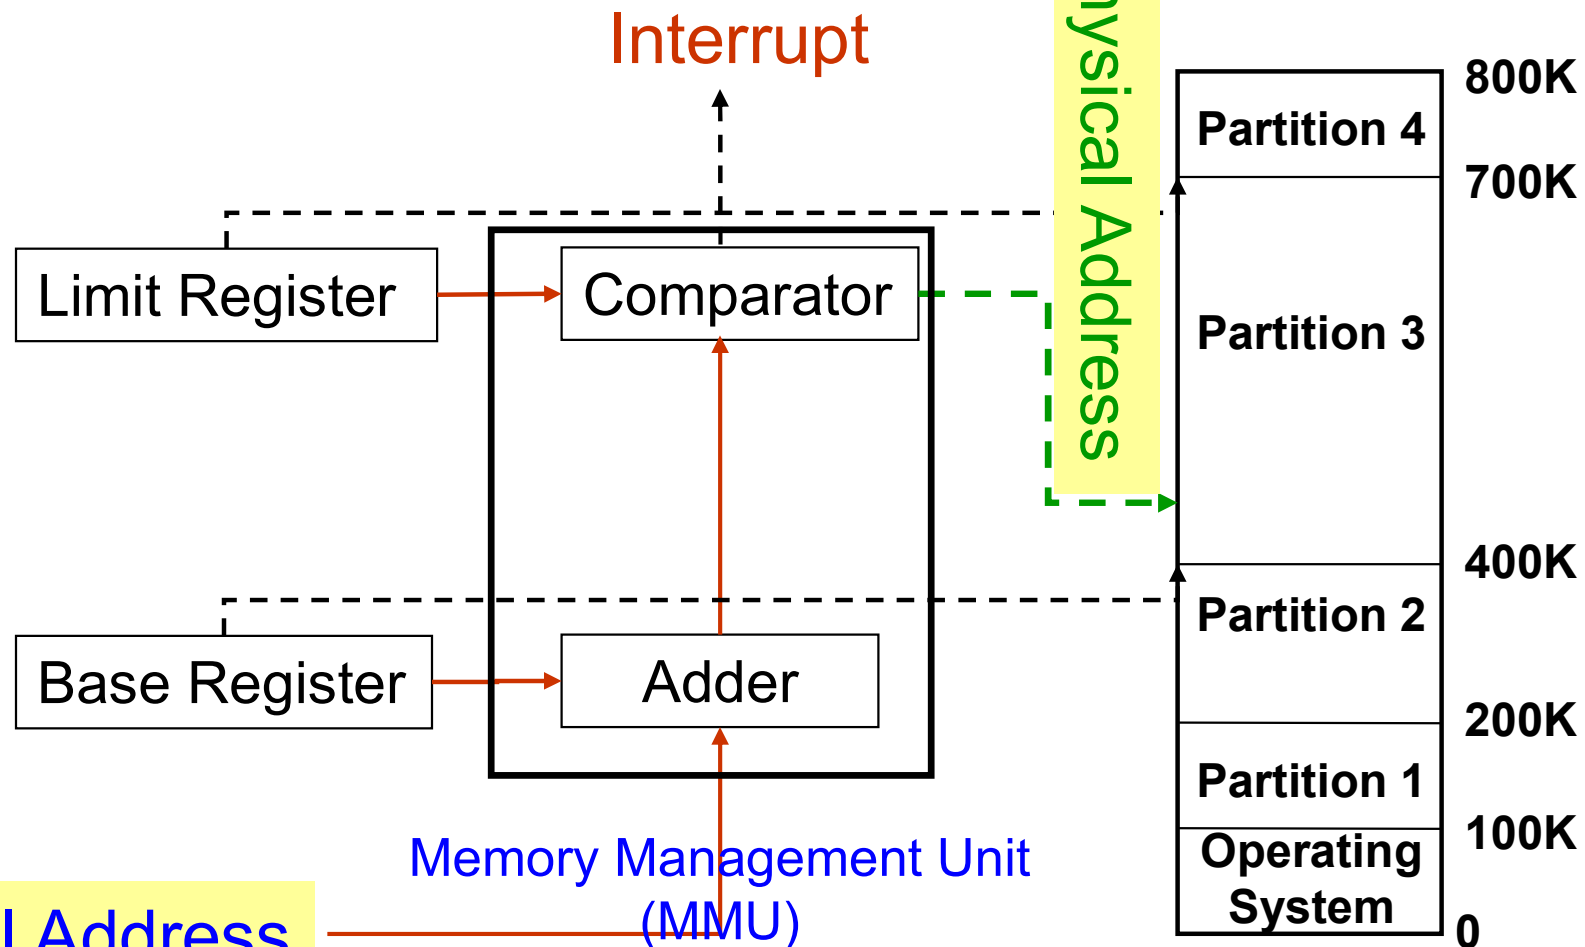 Interrupt
Physical Address
800K
Partition 4
700K
Limit Register
Comparator
Partition 3
400K
Partition 2
Base Register
Adder
200K
Partition 1
100K
Memory Management Unit
(MMU)
Operating
System
Address
0